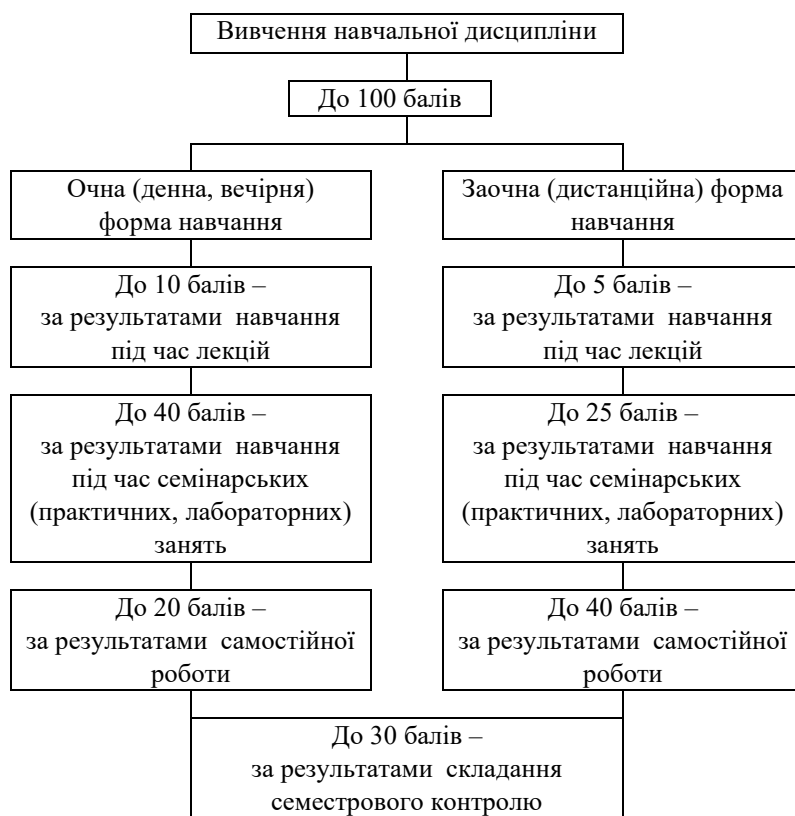 Вивчення навчальної дисципліни
До 100 балів
Очна (денна, вечірня)
форма навчання
До 10 балів –
за результатами навчання
під час лекцій
До 40 балів –
за результатами навчання
під час семінарських
(практичних, лабораторних)
занять
До 20 балів –
за результатами самостійної
роботи
Заочна (дистанційна) форма
навчання
До 5 балів –
за результатами навчання
під час лекцій
До 25 балів –
за результатами навчання
під час семінарських
(практичних, лабораторних)
занять
До 40 балів –
за результатами самостійної
роботи
До 30 балів –
за результатами складання
семестрового контролю